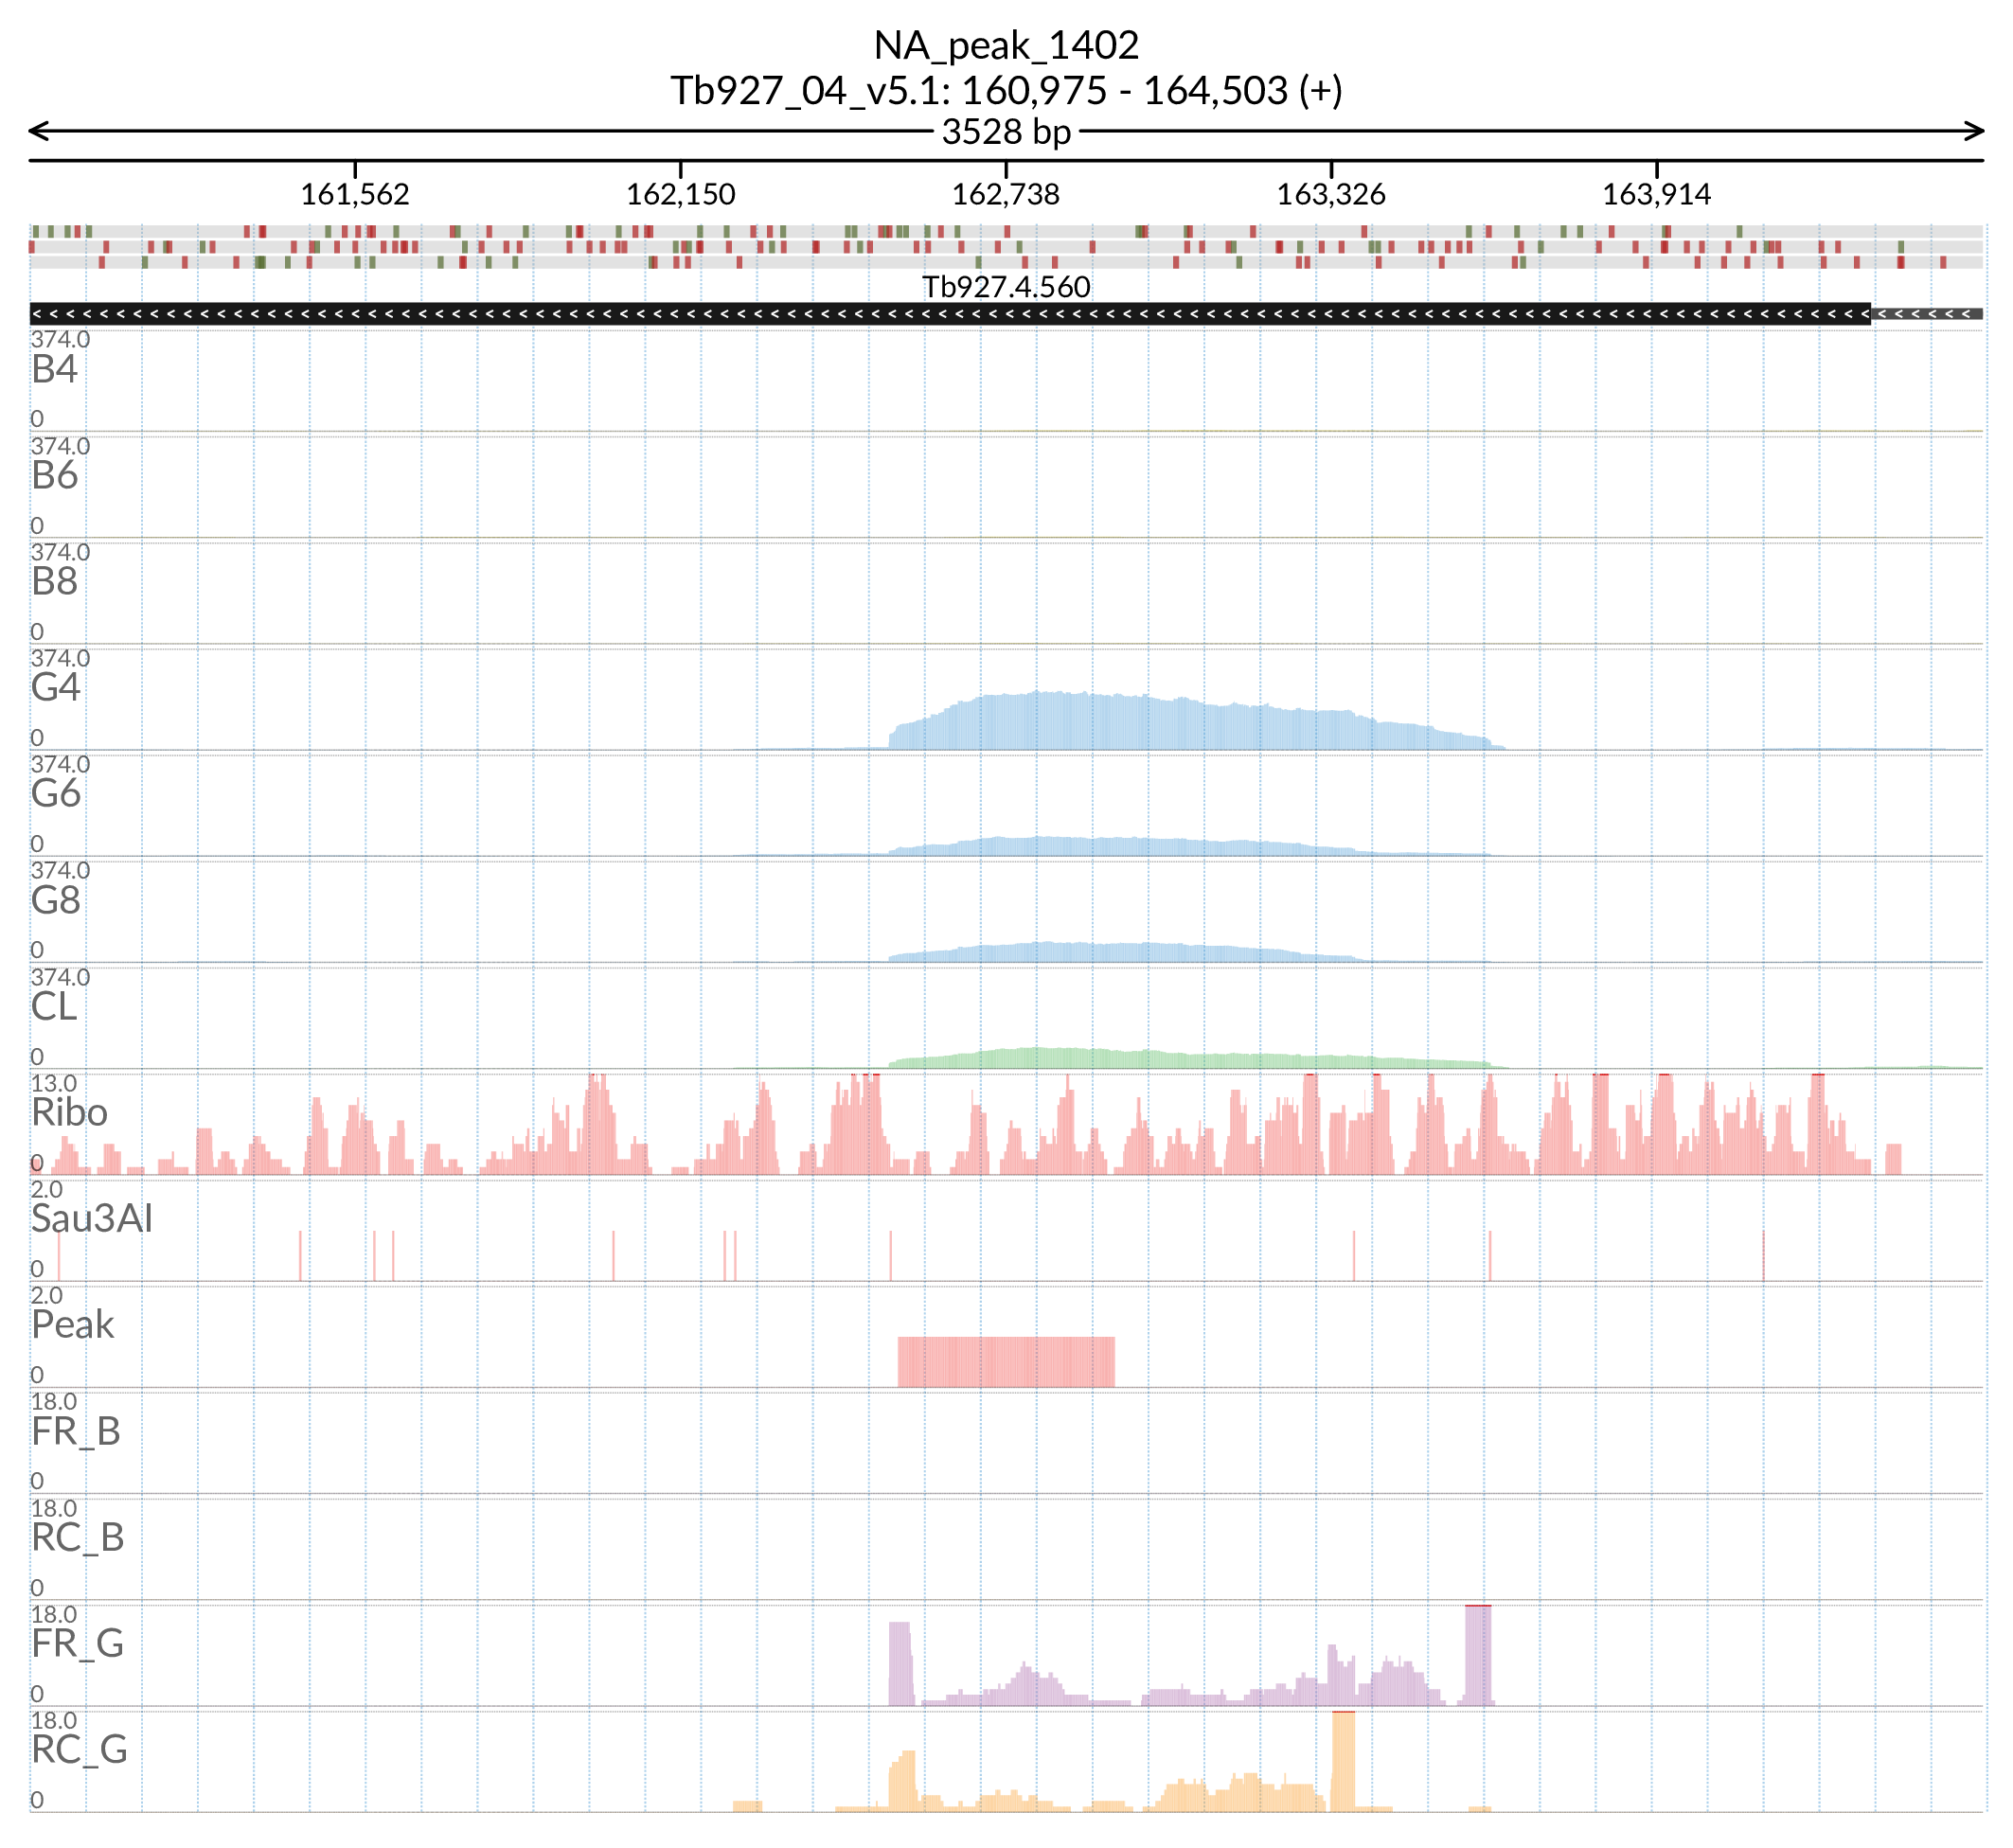 NA_peak_1402
Tb927_04_v5.1: 160,975 - 164,503 (+)
3528 bp
161,562 162,150 162,738 163,326 163,914
Tb927.4.560
374.0
B4
0
374.0
B6
0
374.0
B8
0
374.0
G4
0
374.0
G6
0
374.0
G8
0
374.0
CL
0
13.0
Ribo
0
2.0
Sau3AI
0
2.0
Peak
0
18.0
FR_B
0
18.0
RC_B
0
18.0
FR_G
0
18.0
RC_G
0